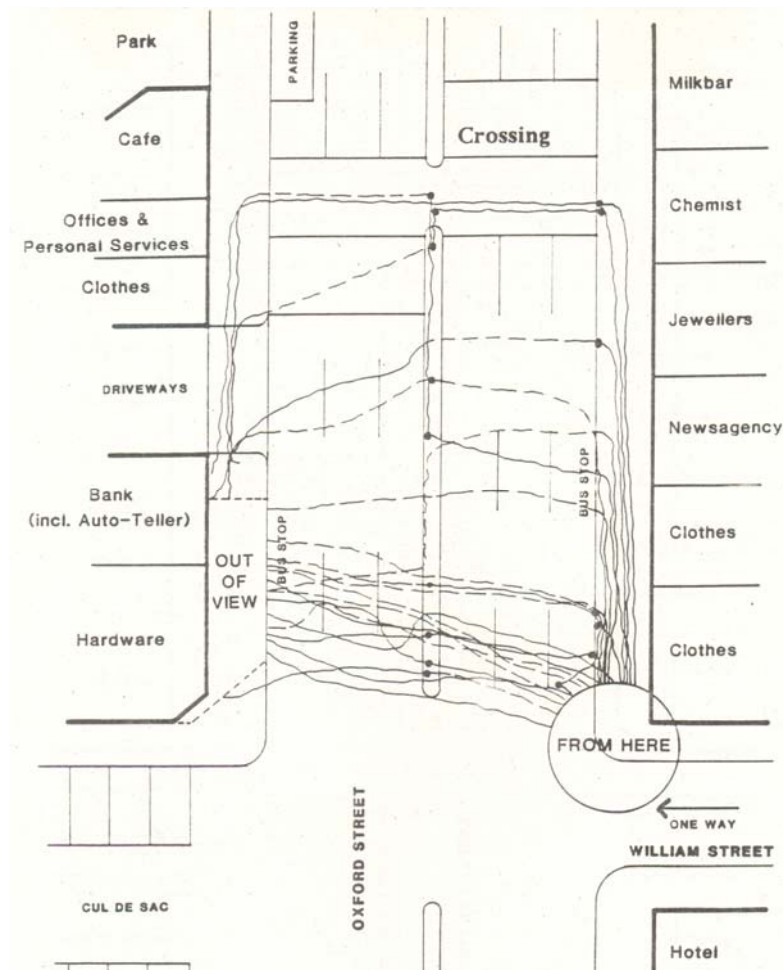 Park
PARKING
Milkbar
Cafe
Crossing
Chemist
Offices &
Personal Services
Clothes
Jewellers
DRIVEWAYS
Newsagency
BUS STOP
Bank
(incl. Auto-Teller)
Clothes
BUS STOP
OUT
OF
VIEW
Hardware
Clothes
FROM HERE
ONE WAY
WILLIAM STREET
OXFORD STREET
CUL DE SAC
Hotel